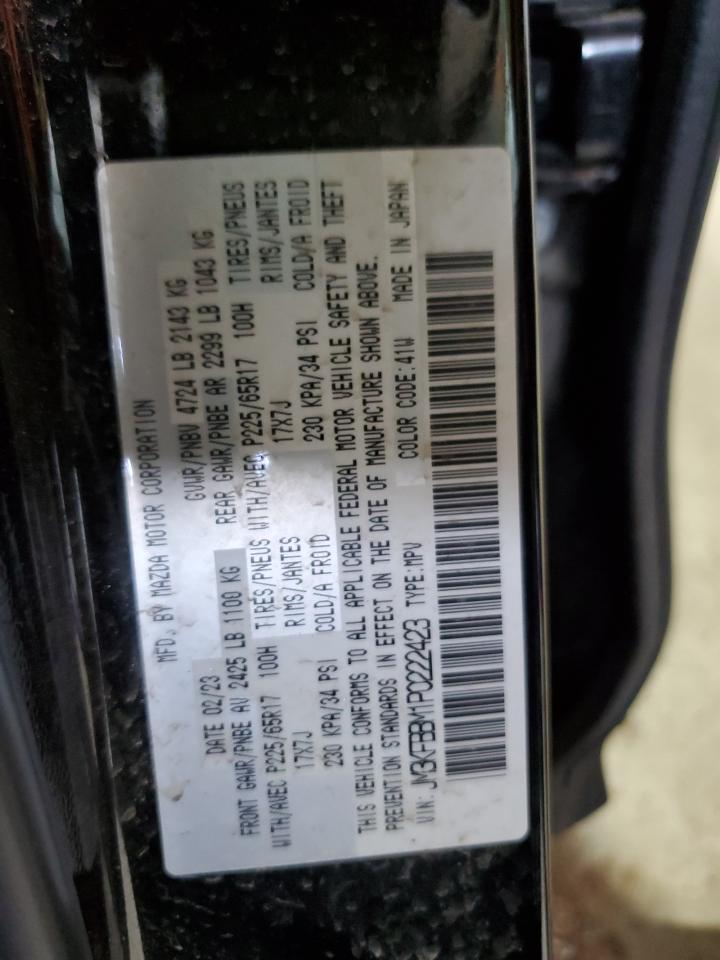 MFD. BY MAZDA MOTOR CORPORATION
DATE 02/23 GVWR/PNBV 4724 LB 2143 KG
FRONT GAWR/PNBE AV 2425 LB 1100 KG REAR GAWR/PNBE AR 2299 LB 1043 KG
WITH/AVEC P225/65R17 100H TIRES/PNEUS WITH/AVEC P225/65R17 100H TIRES/PNEUS
17X7J RIMS/JANTES 17X7J RIMS/JANTES
230 KPA/34 PSI COLD/A FROID 230 KPA/34 PSI COLD/A FROID
THIS VEHICLE CONFORMS TO ALL APPLICABLE FEDERAL MOTOR VEHICLE SAFETY AND THEFT
PREVENTION STANDARDS IN EFFECT ON THE DATE OF MANUFACTURE SHOWN ABOVE.
VIN: JM3KFBBM1P0222423 TYPE:MPV COLOR CODE:41W MADE IN JAPAN